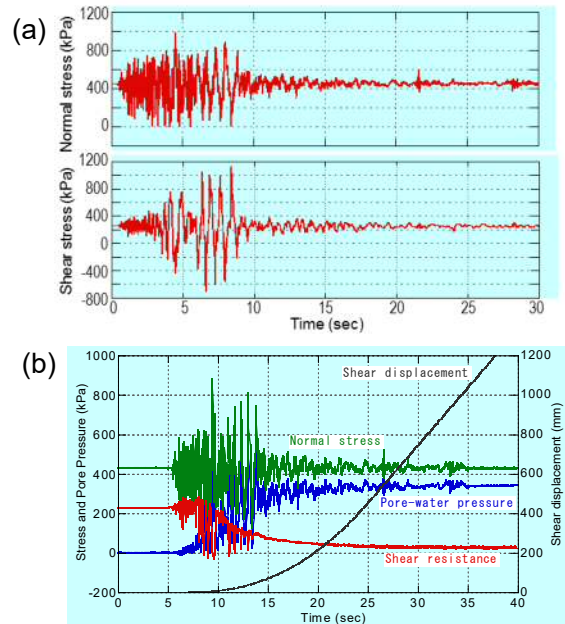 (a)
Normal stress (kPa)
1200
800
400
0
Shear stress (kPa)
1200
800
400
0
-400
-800
0 5 10 15 20 25 30
Time (sec)
(b)
Stress and Pore Pressure (kPa)
1000
800
600
400
200
0
-200
Shear displacement
Normal stress
Pore-water pressure
Shear resistance
1200
1000
800
600
400
200
0
Shear displacement (mm)
0 5 10 15 20 25 30 35 40
Time (sec)